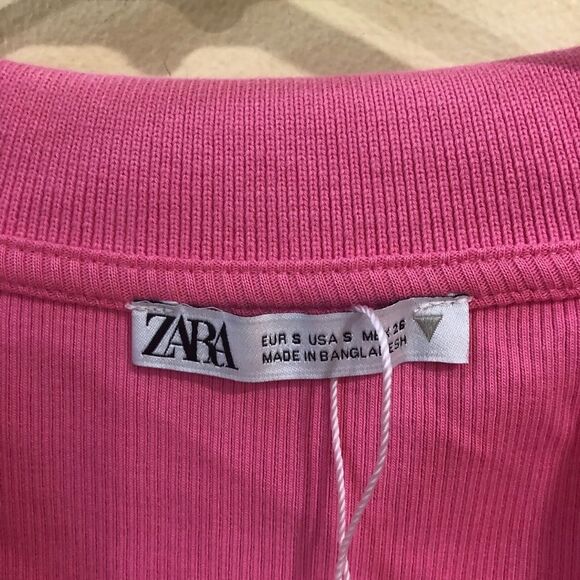 ZARA
EUR S USA S MEX 26
MADE IN BANGLADESH